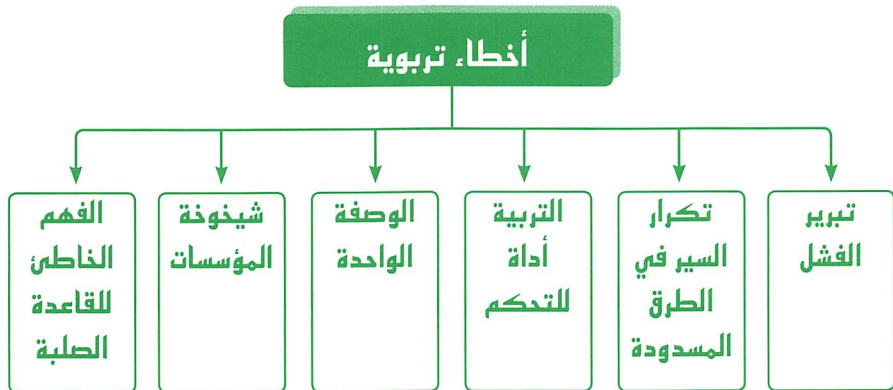 أخطاء تربوية
تبرير
الفشل
تكرار
السير في
الطرق
المسدودة
التربية
أداة
للتحكم
الوصفة
الواحدة
شيخوخة
المؤسسات
الفهم
الخاطئ
للقاعدة
الصلبة